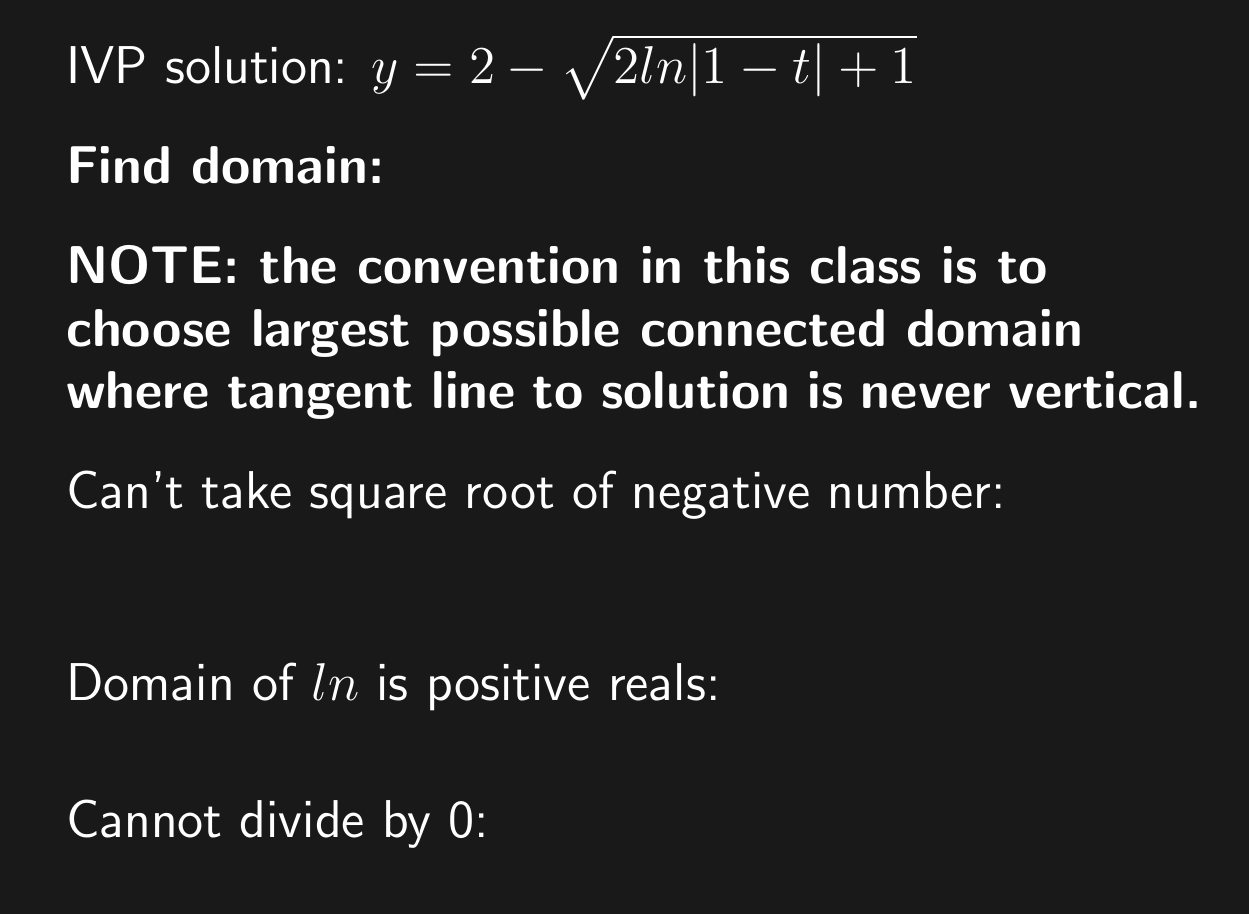 IVP solution: y = 2 − √(2ln|1 − t| + 1)
Find domain:
NOTE: the convention in this class is to
choose largest possible connected domain
where tangent line to solution is never vertical.
Can't take square root of negative number:
Domain of ln is positive reals:
Cannot divide by 0: